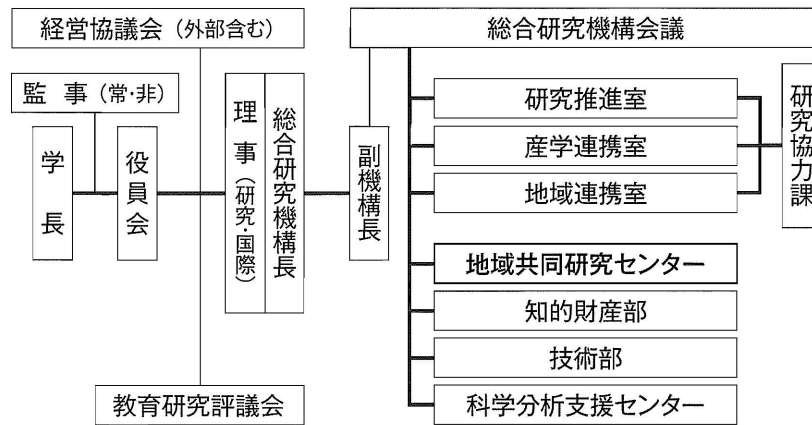 経営協議会（外部含む）
総合研究機構会議
監　事（常・非）
学長
役員会
理事（研究・国際）
総合研究機構長
副機構長
研究推進室
産学連携室
地域連携室
研究協力課
地域共同研究センター
知的財産部
技術部
科学分析支援センター
教育研究評議会